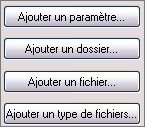 Ajouter un paramètre...
Ajouter un dossier...
Ajouter un fichier...
Ajouter un type de fichiers...